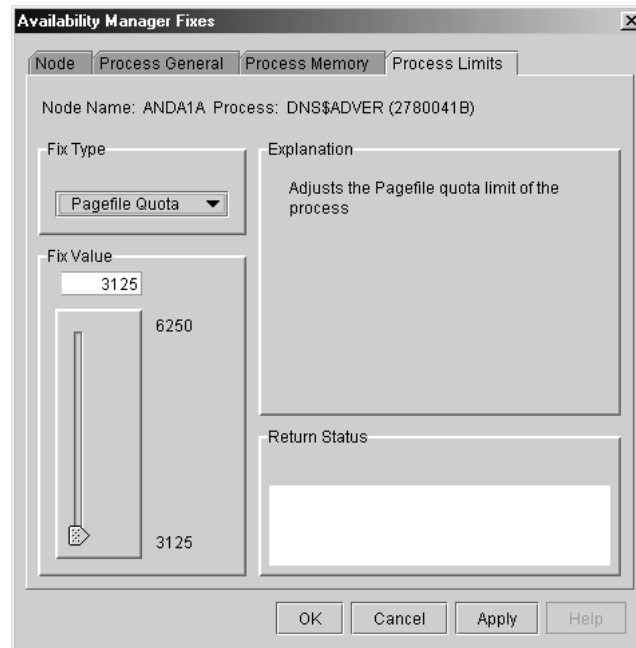 Availability Manager Fixes
Node Process General Process Memory Process Limits
Node Name: ANDA1A Process: DNS$ADVER (2780041B)
Fix Type
Pagefile Quota
Explanation
Adjusts the Pagefile quota limit of the
process
Fix Value
3125
6250
3125
Return Status
OK Cancel Apply Help